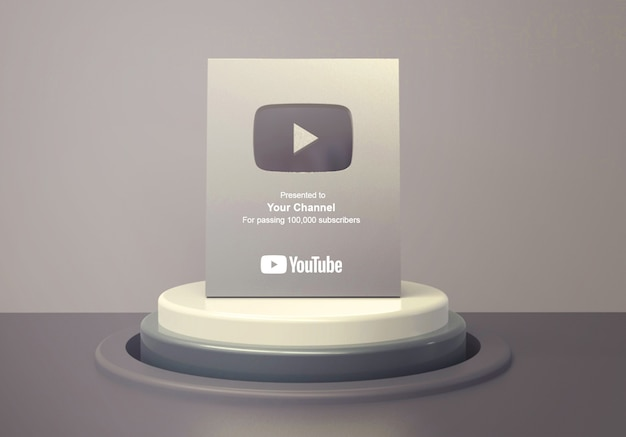 Presented to
Your Channel
For passing 100,000 subscribers
YouTube